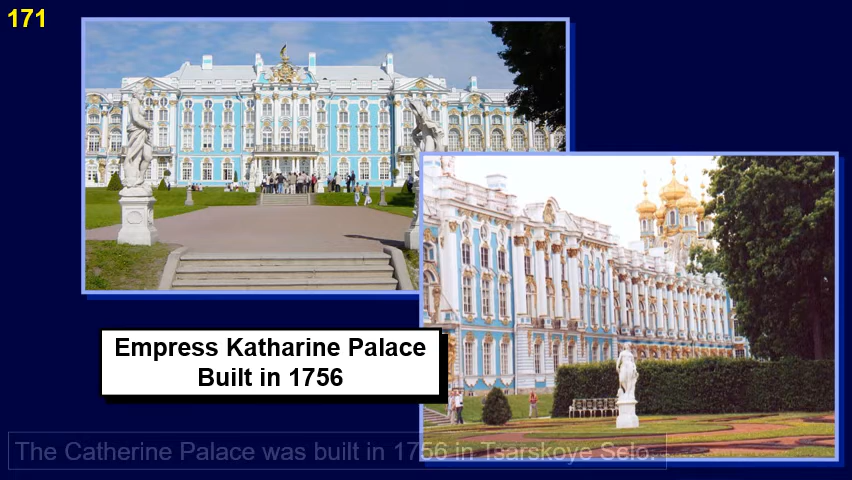 171
Empress Katharine Palace
Built in 1756
The Catherine Palace was built in 1756 in Tsarskoye Selo.